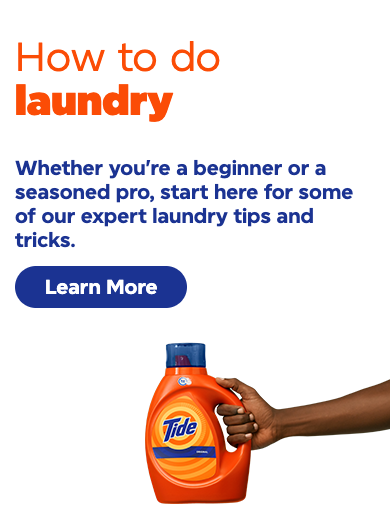 How to do
laundry
Whether you're a beginner or a
seasoned pro, start here for some
of our expert laundry tips and
tricks.
Learn More
Tide